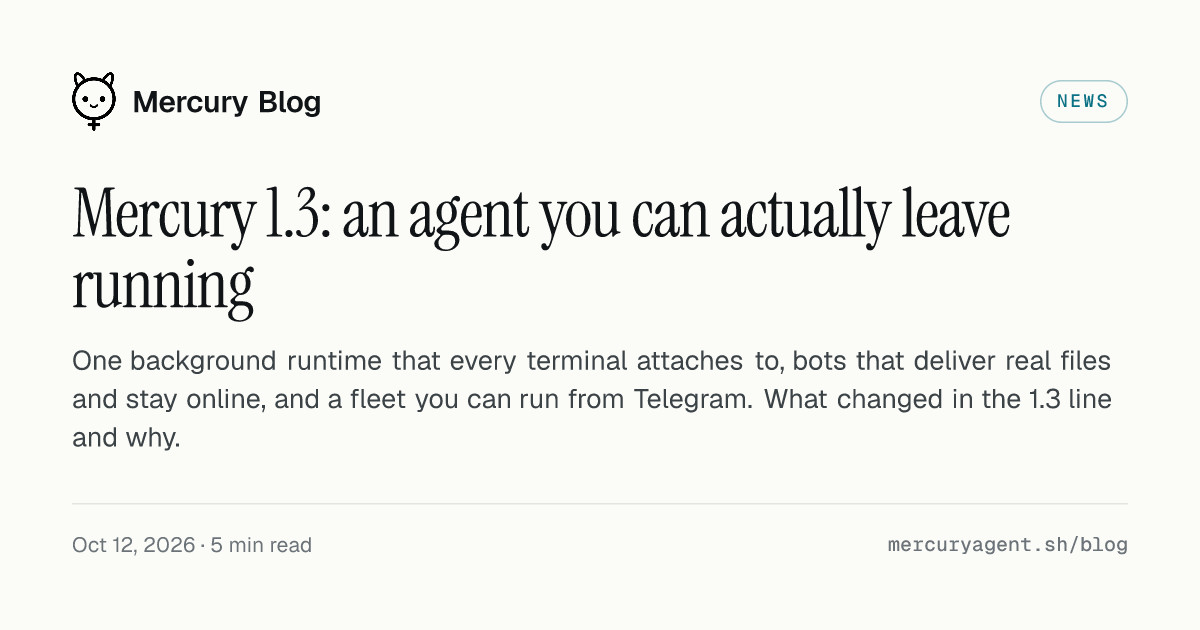 Mercury Blog
NEWS
Mercury 1.3: an agent you can actually leave
running
One background runtime that every terminal attaches to, bots that deliver real files
and stay online, and a fleet you can run from Telegram. What changed in the 1.3 line
and why.
Oct 12, 2026 · 5 min read
mercuryagent.sh/blog